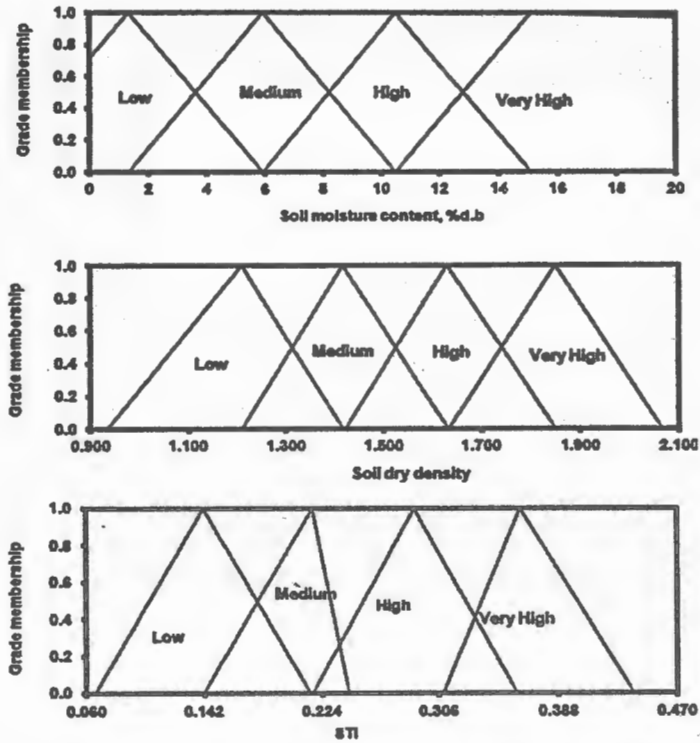 Grade membership
1.0
0.8
0.6
0.4
0.2
0.0
Low
Medium
High
Very High
0 2 4 6 8 10 12 14 16 18 20
Soil moisture content, %d.b
Grade membership
1.0
0.8
0.6
0.4
0.2
0.0
Low
Medium
High
Very High
0.900 1.100 1.300 1.500 1.700 1.900 2.100
Soil dry density
Grade membership
1.0
0.8
0.6
0.4
0.2
0.0
Low
Medium
High
Very High
0.060 0.142 0.224 0.306 0.388 0.470
STI